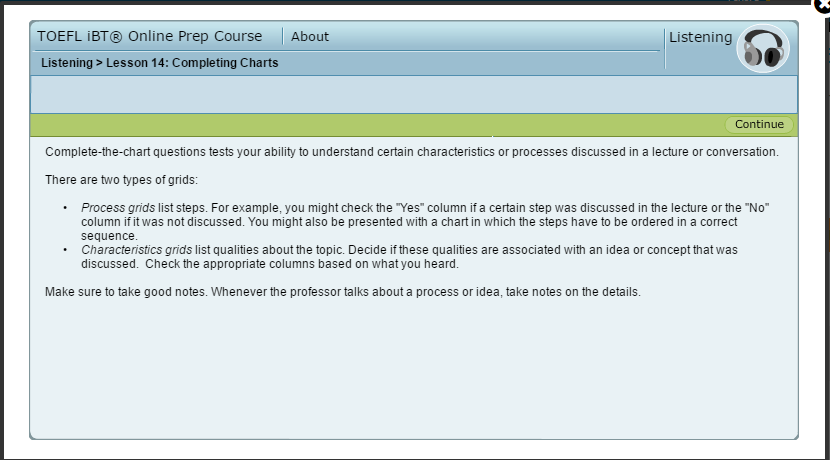 TOEFL iBT® Online Prep Course
About
Listening
Listening > Lesson 14: Completing Charts
Continue
Complete-the-chart questions tests your ability to understand certain characteristics or processes discussed in a lecture or conversation.
There are two types of grids:
• Process grids list steps. For example, you might check the "Yes" column if a certain step was discussed in the lecture or the "No"
column if it was not discussed. You might also be presented with a chart in which the steps have to be ordered in a correct
sequence.
• Characteristics grids list qualities about the topic. Decide if these qualities are associated with an idea or concept that was
discussed. Check the appropriate columns based on what you heard.
Make sure to take good notes. Whenever the professor talks about a process or idea, take notes on the details.